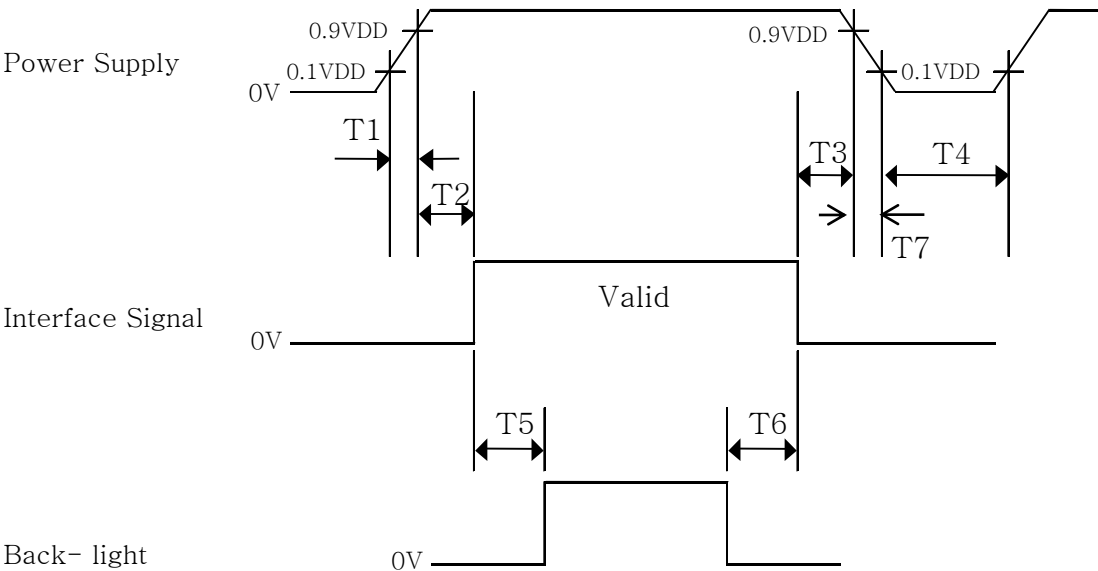 0.9VDD
0.9VDD
Power Supply
0.1VDD
0.1VDD
0V
T1
T3
T4
T2
T7
Valid
Interface Signal
0V
T5
T6
Back- light
0V